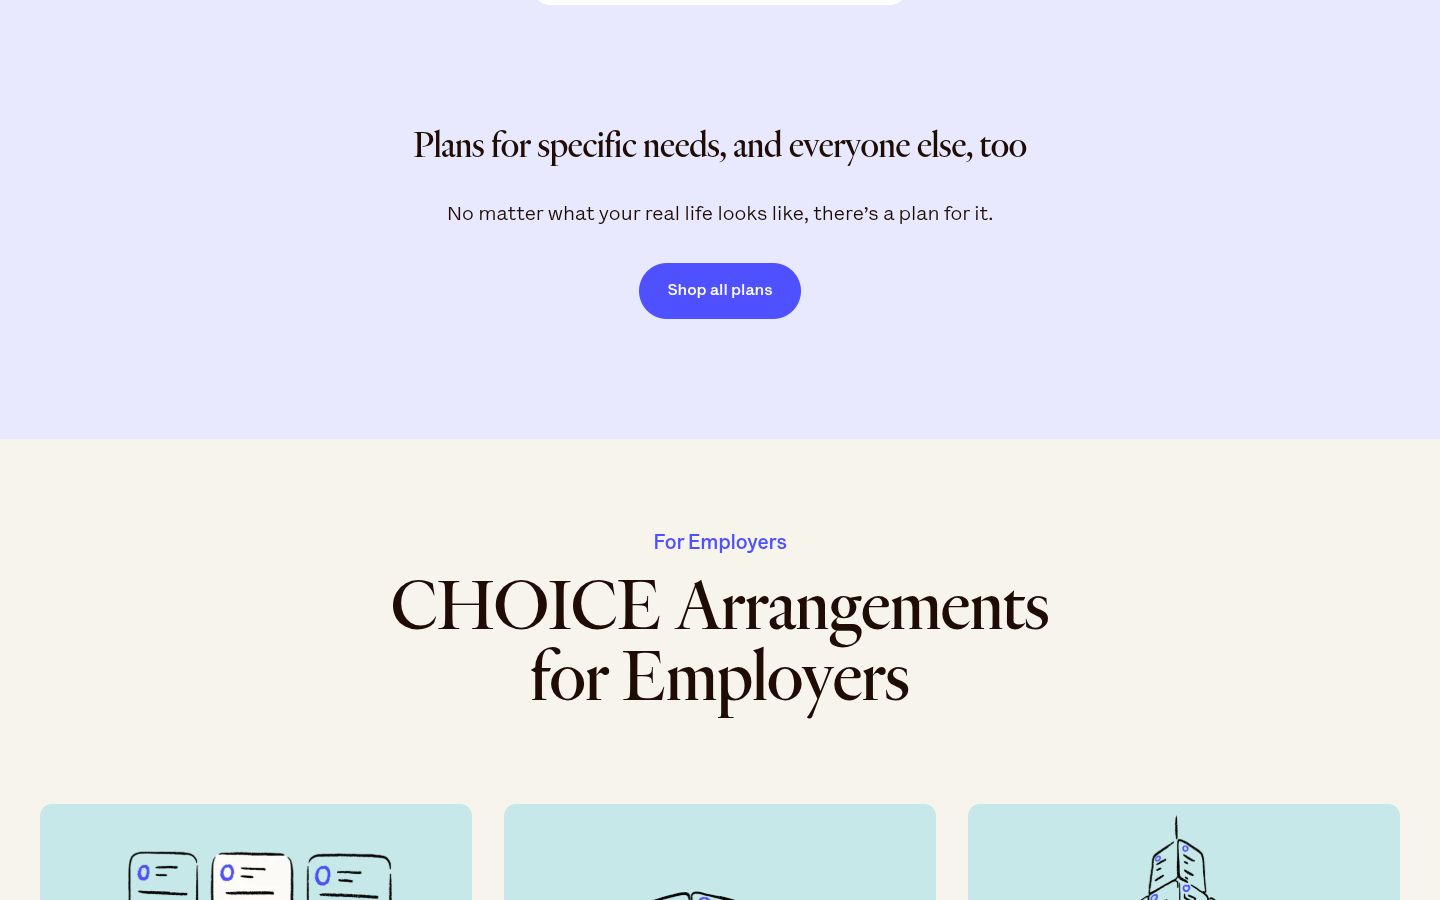 Plans for specific needs, and everyone else, too
No matter what your real life looks like, there’s a plan for it.
Shop all plans
For Employers
CHOICE Arrangements
for Employers